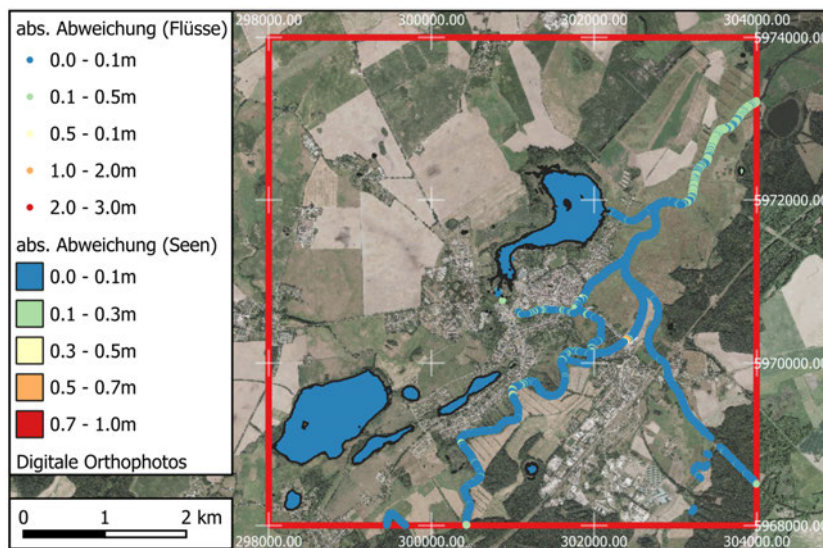 abs. Abweichung (Flüsse)
0.0 - 0.1m
0.1 - 0.5m
0.5 - 0.1m
1.0 - 2.0m
2.0 - 3.0m
abs. Abweichung (Seen)
0.0 - 0.1m
0.1 - 0.3m
0.3 - 0.5m
0.5 - 0.7m
0.7 - 1.0m
Digitale Orthophotos
0 1 2 km
298000.00 300000.00 302000.00 304000.00
5974000.00
5972000.00
5970000.00
5968000.00
298000.00 300000.00 302000.00 304000.00